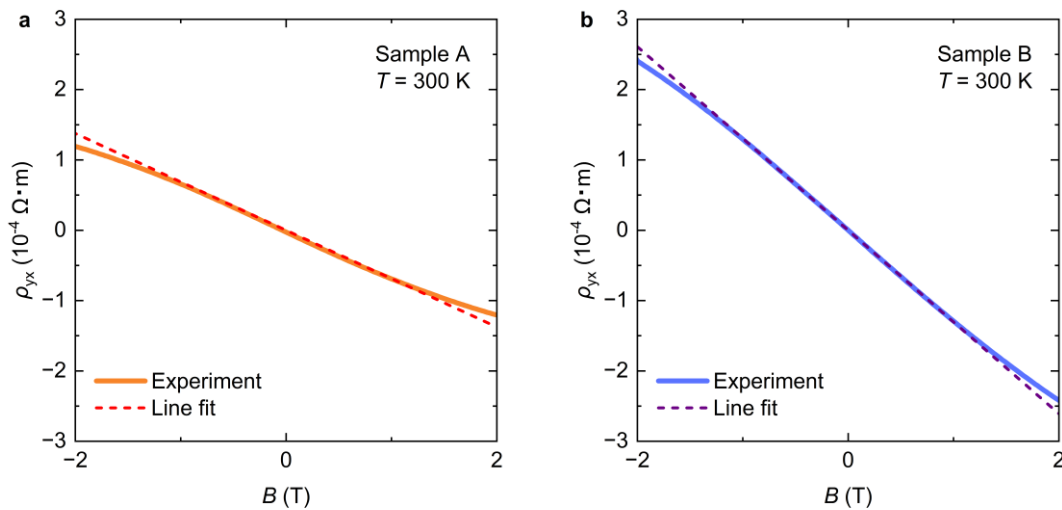 a
Sample A
T = 300 K
3
2
1
0
−1
−2
−3
ρyx (10-4 Ω·m)
Experiment
Line fit
−2
0
2
B (T)
b
Sample B
T = 300 K
3
2
1
0
−1
−2
−3
ρyx (10-4 Ω·m)
Experiment
Line fit
−2
0
2
B (T)